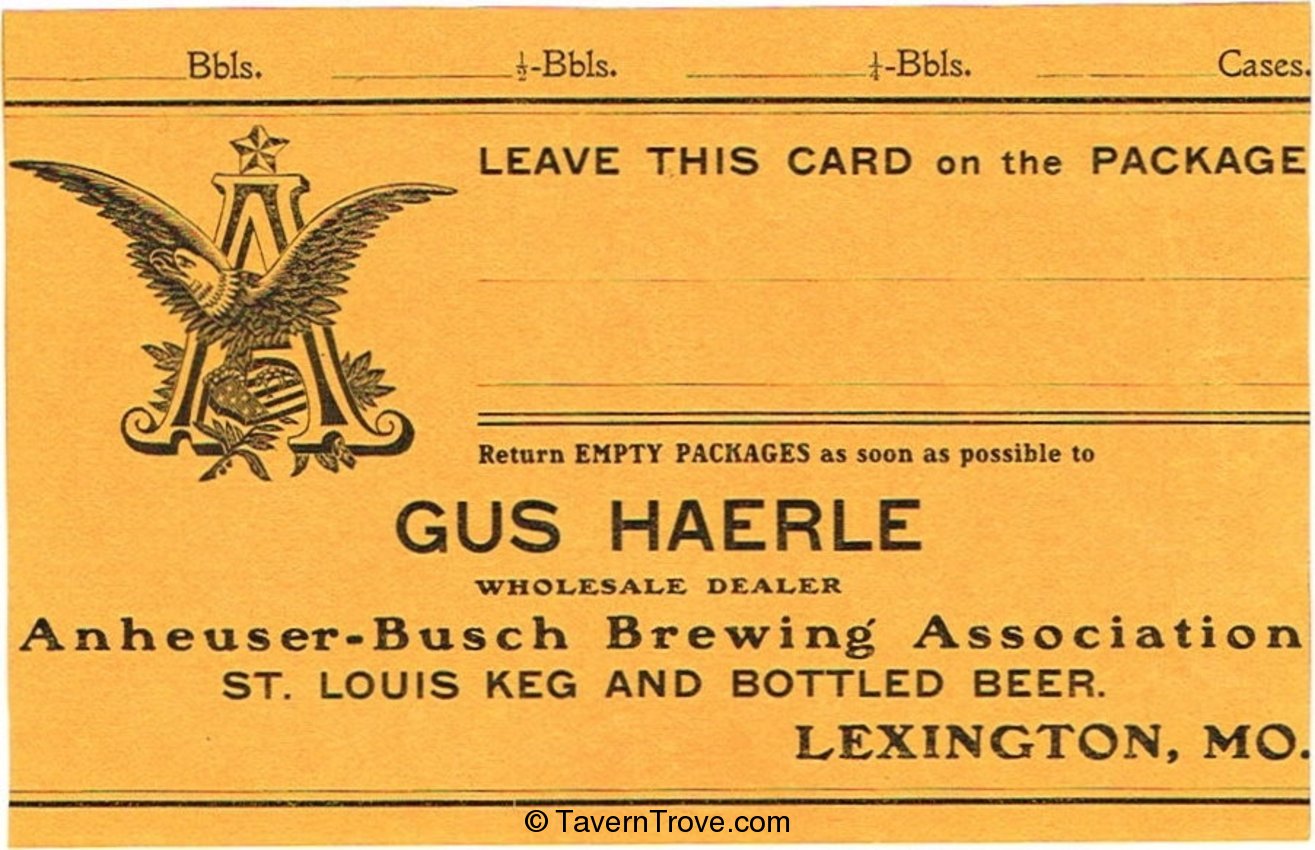 Bbls. ½-Bbls. ¼-Bbls. Cases.
LEAVE THIS CARD on the PACKAGE
A
Return EMPTY PACKAGES as soon as possible to
GUS HAERLE
WHOLESALE DEALER
Anheuser-Busch Brewing Association
ST. LOUIS KEG AND BOTTLED BEER.
LEXINGTON, MO.
© TavernTrove.com